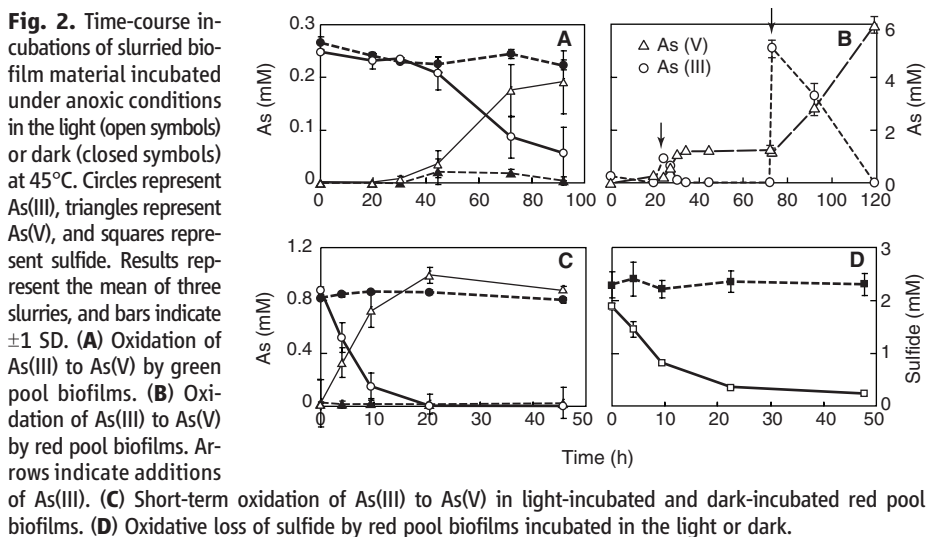 Fig. 2. Time-course in-
cubations of slurried bio-
film material incubated
under anoxic conditions
in the light (open symbols)
or dark (closed symbols)
at 45°C. Circles represent
As(III), triangles represent
As(V), and squares repre-
sent sulfide. Results rep-
resent the mean of three
slurries, and bars indicate
±1 SD. (A) Oxidation of
As(III) to As(V) by green
pool biofilms. (B) Oxi-
dation of As(III) to As(V)
by red pool biofilms. Ar-
rows indicate additions
of As(III). (C) Short-term oxidation of As(III) to As(V) in light-incubated and dark-incubated red pool
biofilms. (D) Oxidative loss of sulfide by red pool biofilms incubated in the light or dark.
A
As (mM)
0.3
0.2
0.1
0
0 20 40 60 80 100
B
As (V)
As (III)
As (mM)
6
4
2
0
0 20 40 60 80 100 120
C
As (mM)
1.2
0.8
0.4
0
0 10 20 30 40 50
D
Sulfide (mM)
3
2
1
0
0 10 20 30 40 50
Time (h)